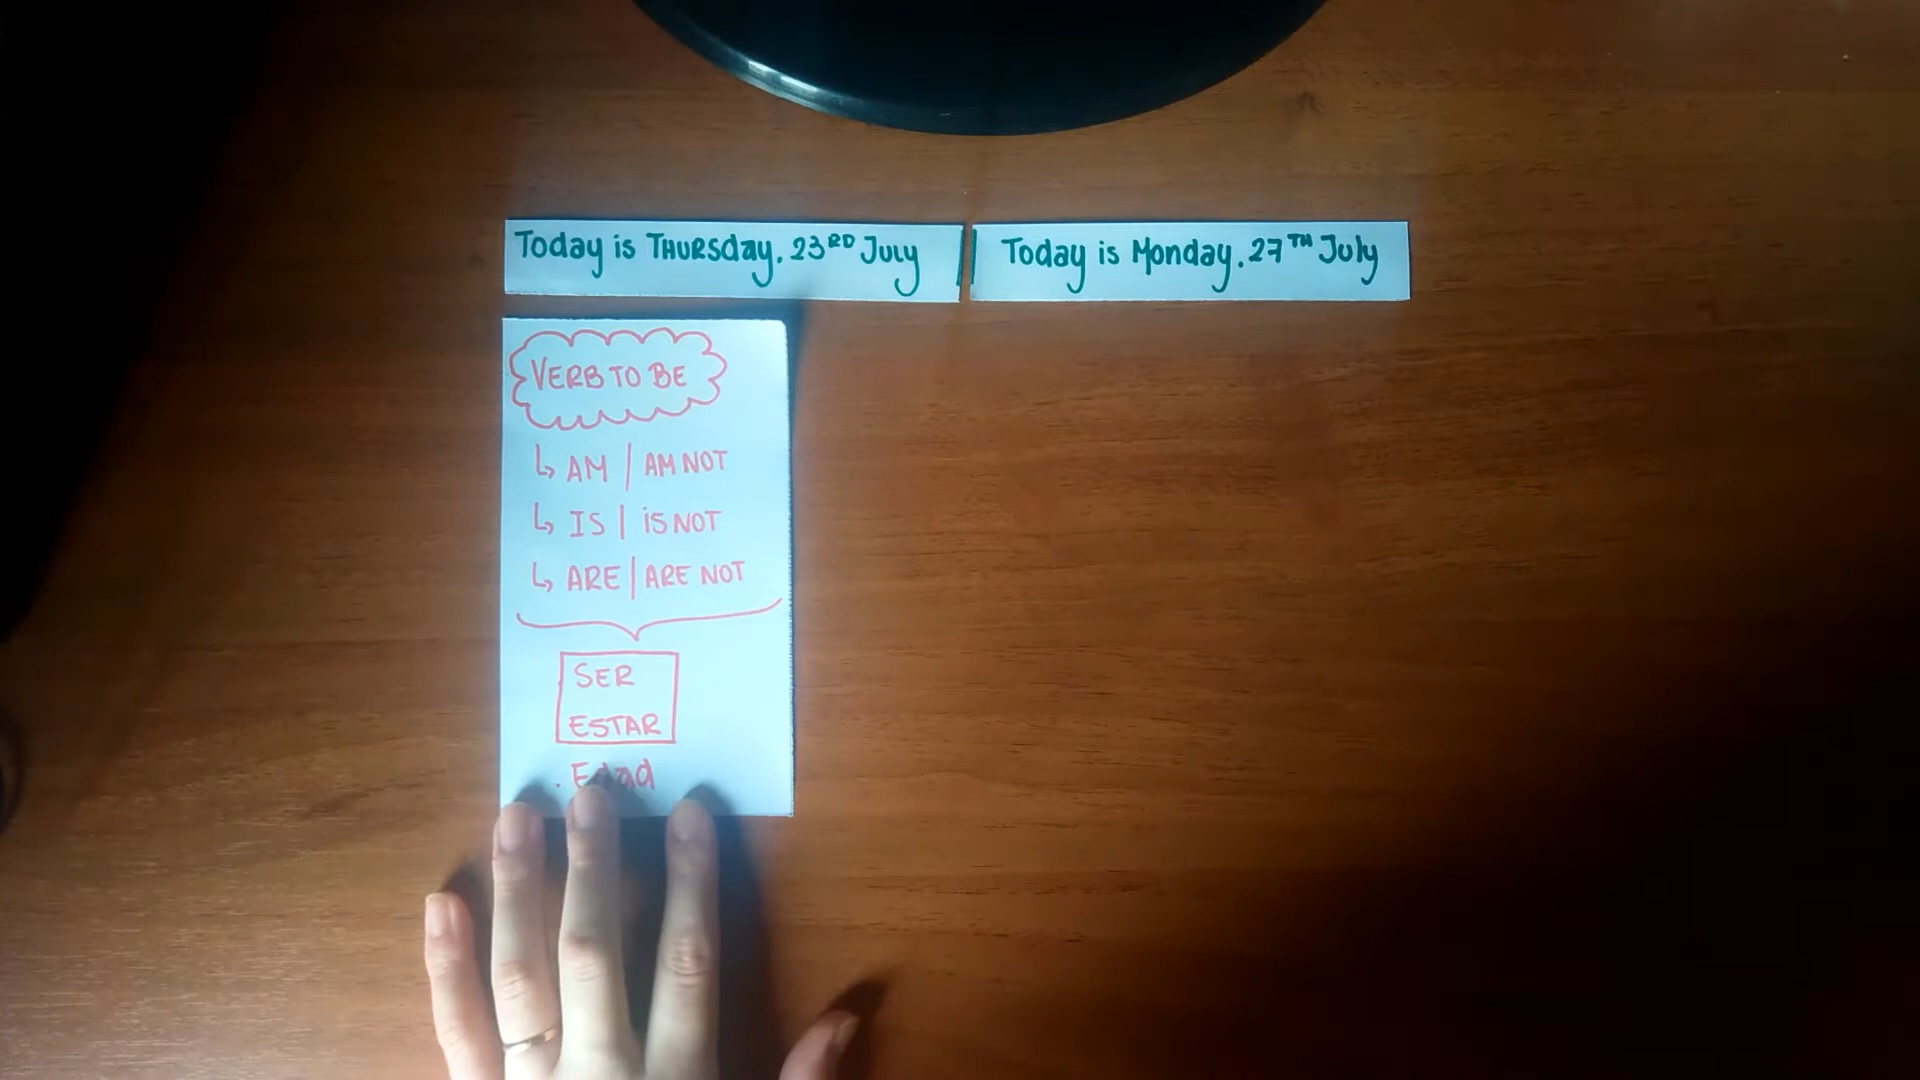 Today is THURSday, 23RD July
Today is Monday, 27TH July
VERB TO BE
↳ AM | AM NOT
↳ IS | iS NOT
↳ ARE | ARE NOT
SER
ESTAR
. Edad